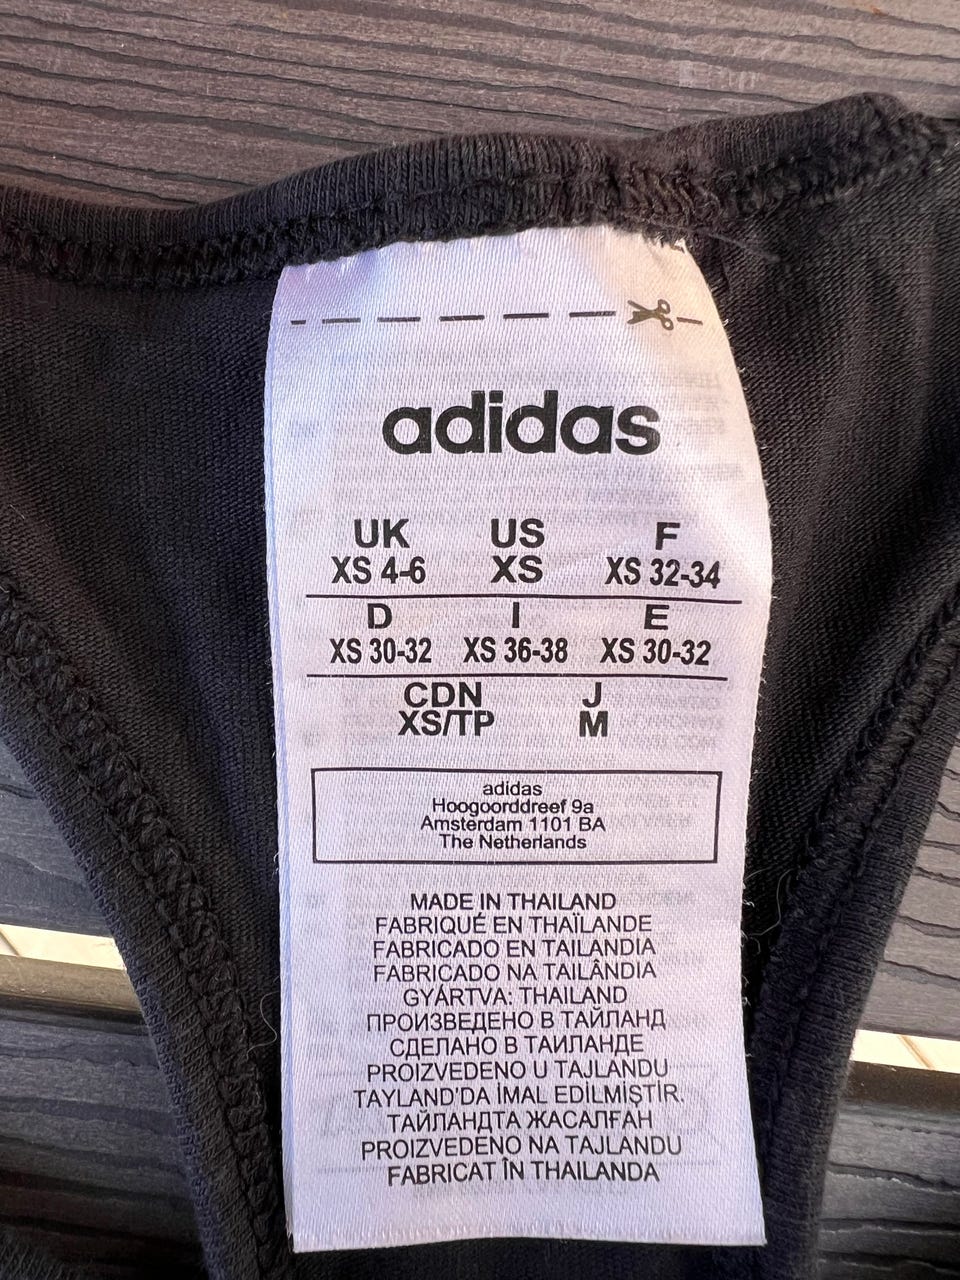 adidas
UK US F
XS 4-6 XS XS 32-34
D I E
XS 30-32 XS 36-38 XS 30-32
CDN J
XS/TP M
adidas
Hoogoorddreef 9a
Amsterdam 1101 BA
The Netherlands
MADE IN THAILAND
FABRIQUÉ EN THAÏLANDE
FABRICADO EN TAILANDIA
FABRICADO NA TAILÂNDIA
GYÁRTVA: THAILAND
ПРОИЗВЕДЕНО В ТАЙЛАНД
СДЕЛАНО В ТАИЛАНДЕ
PROIZVEDENO U TAJLANDU
TAYLAND'DA İMAL EDİLMİŞTİR.
ТАЙЛАНДТА ЖАСАЛҒАН
PROIZVEDENO NA TAJLANDU
FABRICAT ÎN THAILANDA